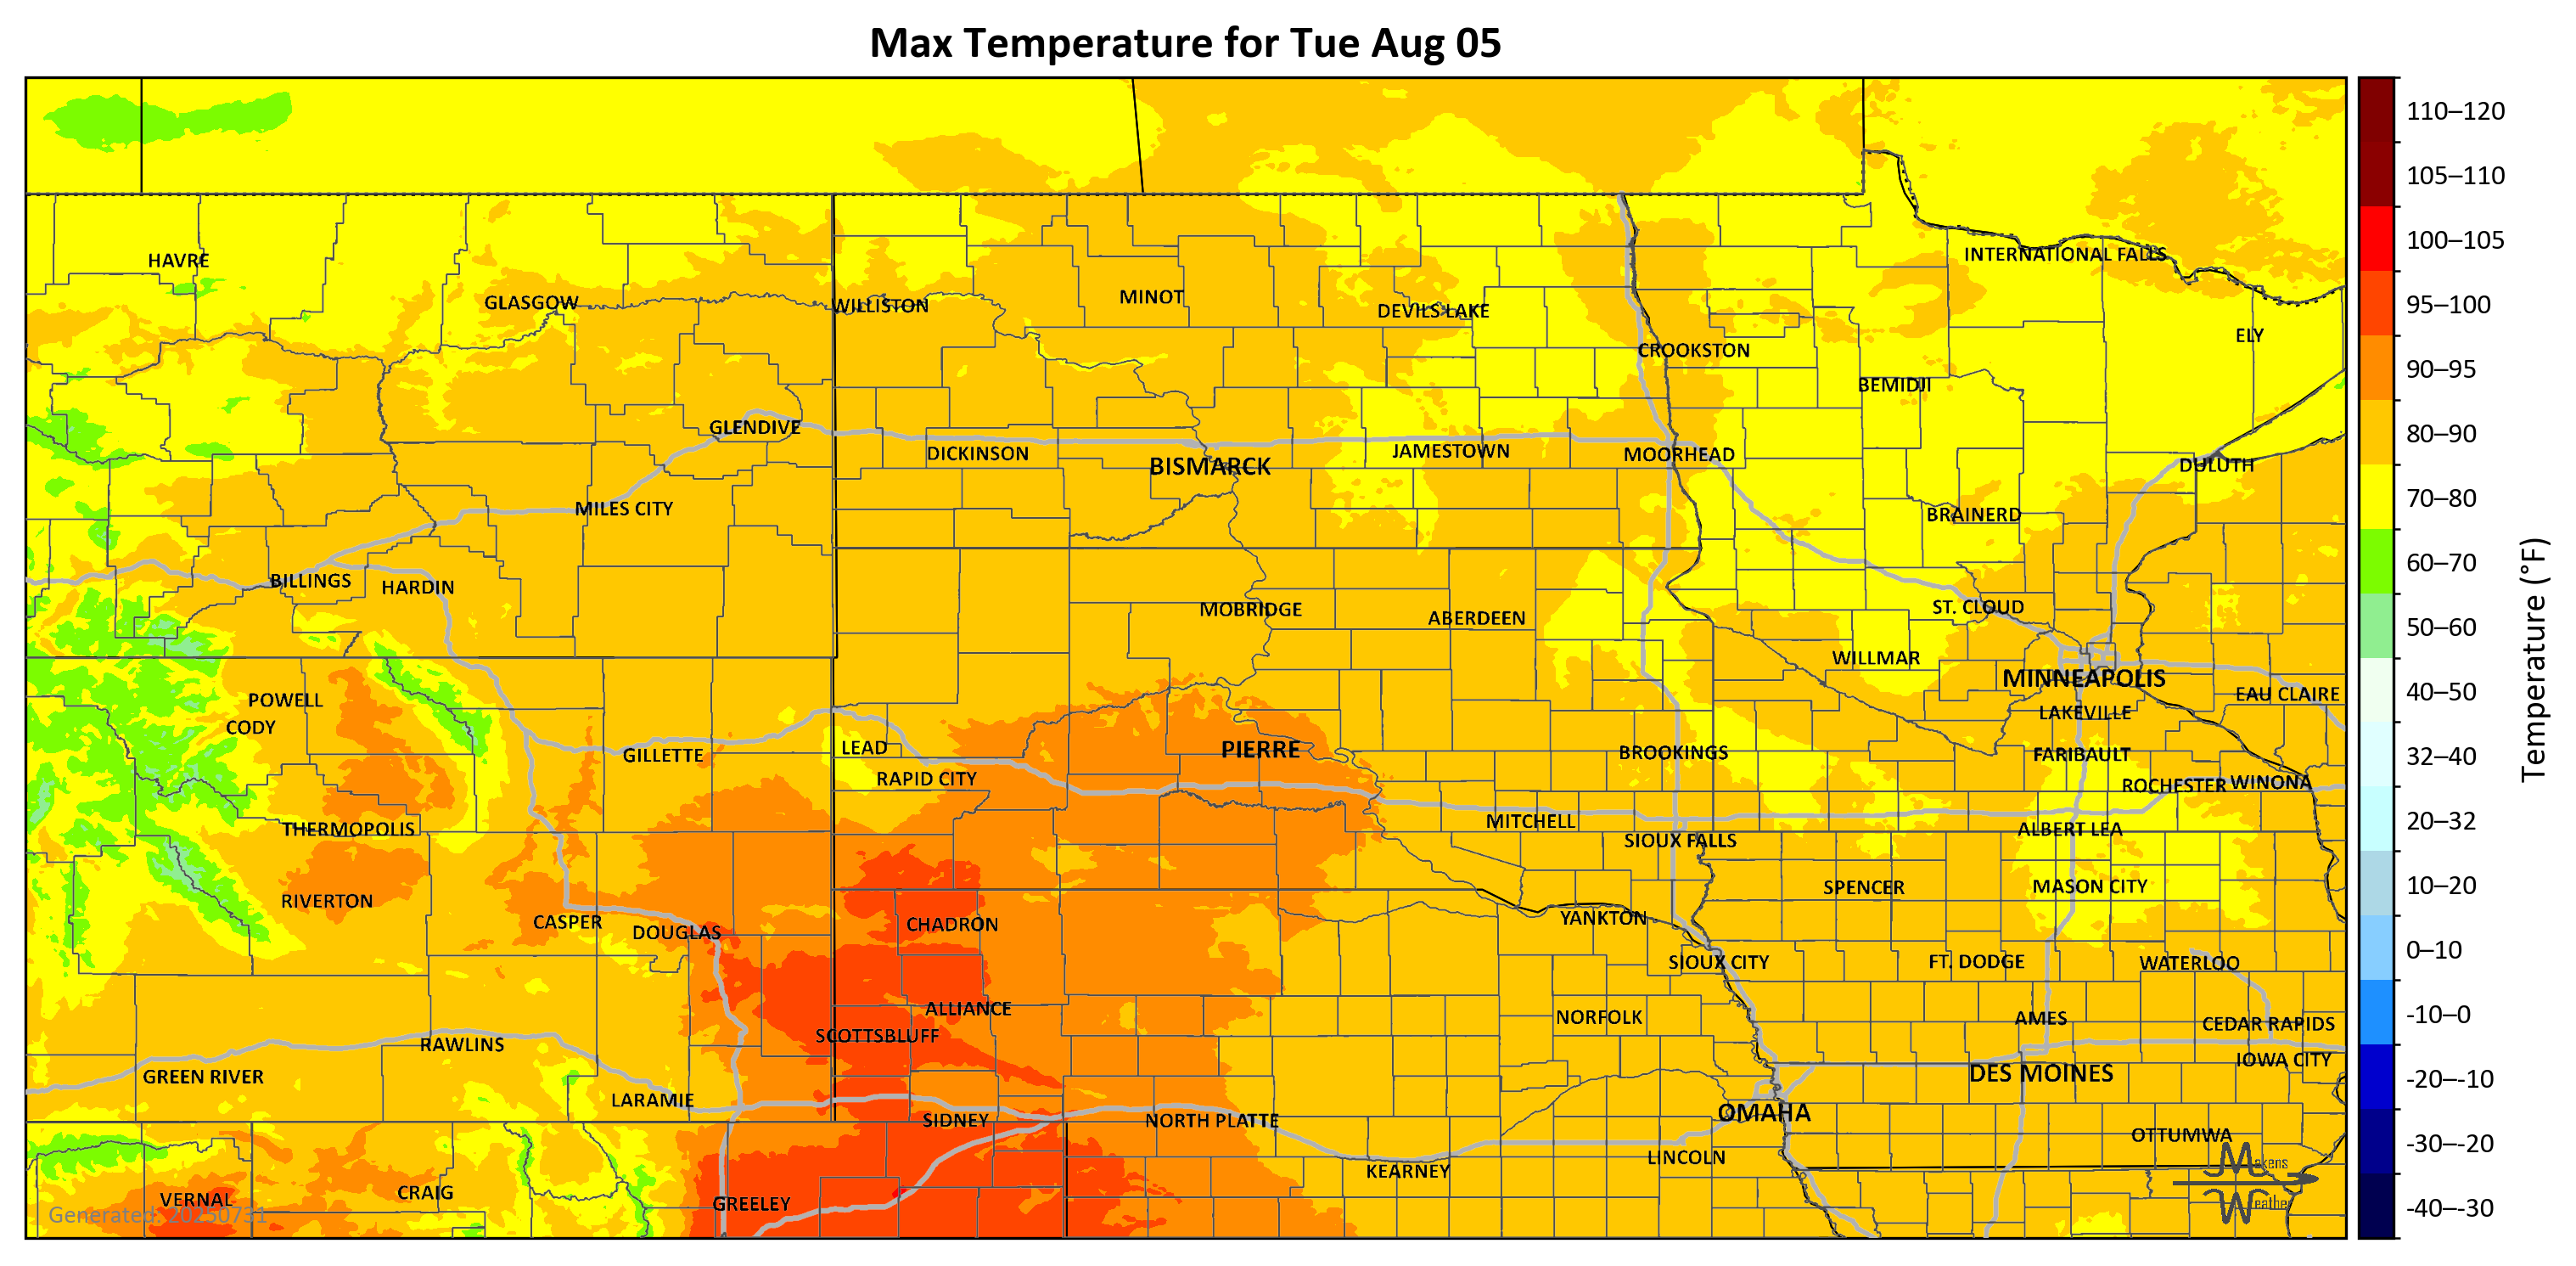 Max Temperature for Tue Aug 05
HAVRE
GLASGOW
WILLISTON
MINOT
DEVILS LAKE
INTERNATIONAL FALLS
CROOKSTON
ELY
BEMIDJI
GLENDIVE
DICKINSON
BISMARCK
JAMESTOWN
MOORHEAD
DULUTH
MILES CITY
BRAINERD
BILLINGS
HARDIN
MOBRIDGE
ABERDEEN
ST. CLOUD
WILLMAR
MINNEAPOLIS
EAU CLAIRE
POWELL
CODY
LAKEVILLE
GILLETTE
LEAD
PIERRE
BROOKINGS
FARIBAULT
RAPID CITY
ROCHESTER
WINONA
THERMOPOLIS
MITCHELL
ALBERT LEA
SIOUX FALLS
RIVERTON
SPENCER
MASON CITY
CASPER
DOUGLAS
CHADRON
YANKTON
SIOUX CITY
FT. DODGE
WATERLOO
ALLIANCE
NORFOLK
AMES
CEDAR RAPIDS
SCOTTSBLUFF
RAWLINS
IOWA CITY
GREEN RIVER
DES MOINES
LARAMIE
SIDNEY
NORTH PLATTE
OMAHA
OTTUMWA
LINCOLN
KEARNEY
VERNAL
CRAIG
GREELEY
Generated: 20250731
Makens
Weather
110–120
105–110
100–105
95–100
90–95
80–90
70–80
60–70
50–60
40–50
32–40
20–32
10–20
0–10
-10–0
-20–-10
-30–-20
-40–-30
Temperature (°F)